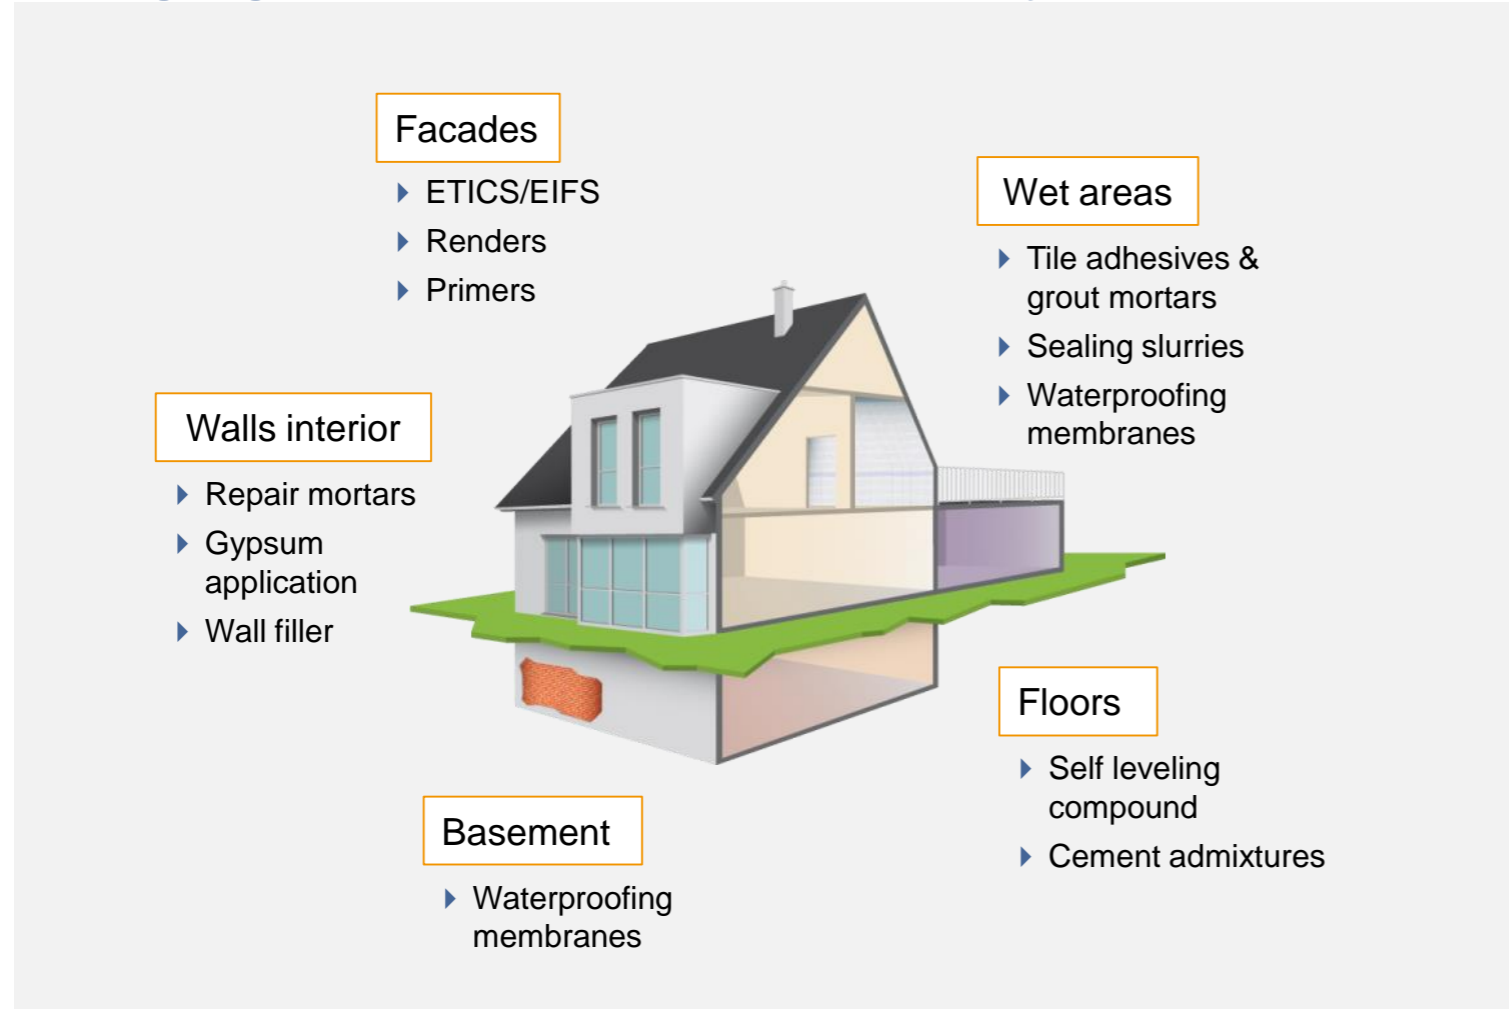 Facades
ETICS/EIFS
Renders
Primers
Wet areas
Tile adhesives &
grout mortars
Sealing slurries
Waterproofing
membranes
Walls interior
Repair mortars
Gypsum
application
Wall filler
Floors
Self leveling
compound
Cement admixtures
Basement
Waterproofing
membranes